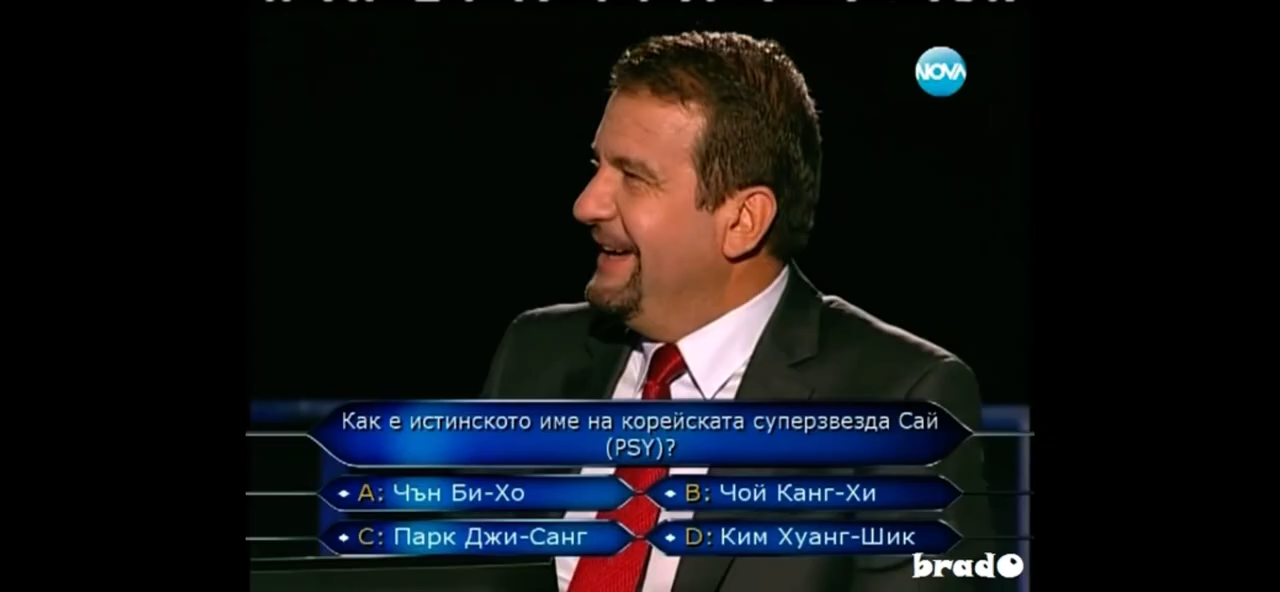 NOVA
Как е истинското име на корейската суперзвезда Сай
(PSY)?
A: Чън Би-Хо
B: Чой Канг-Хи
C: Парк Джи-Санг
D: Ким Хуанг-Шик
bradO